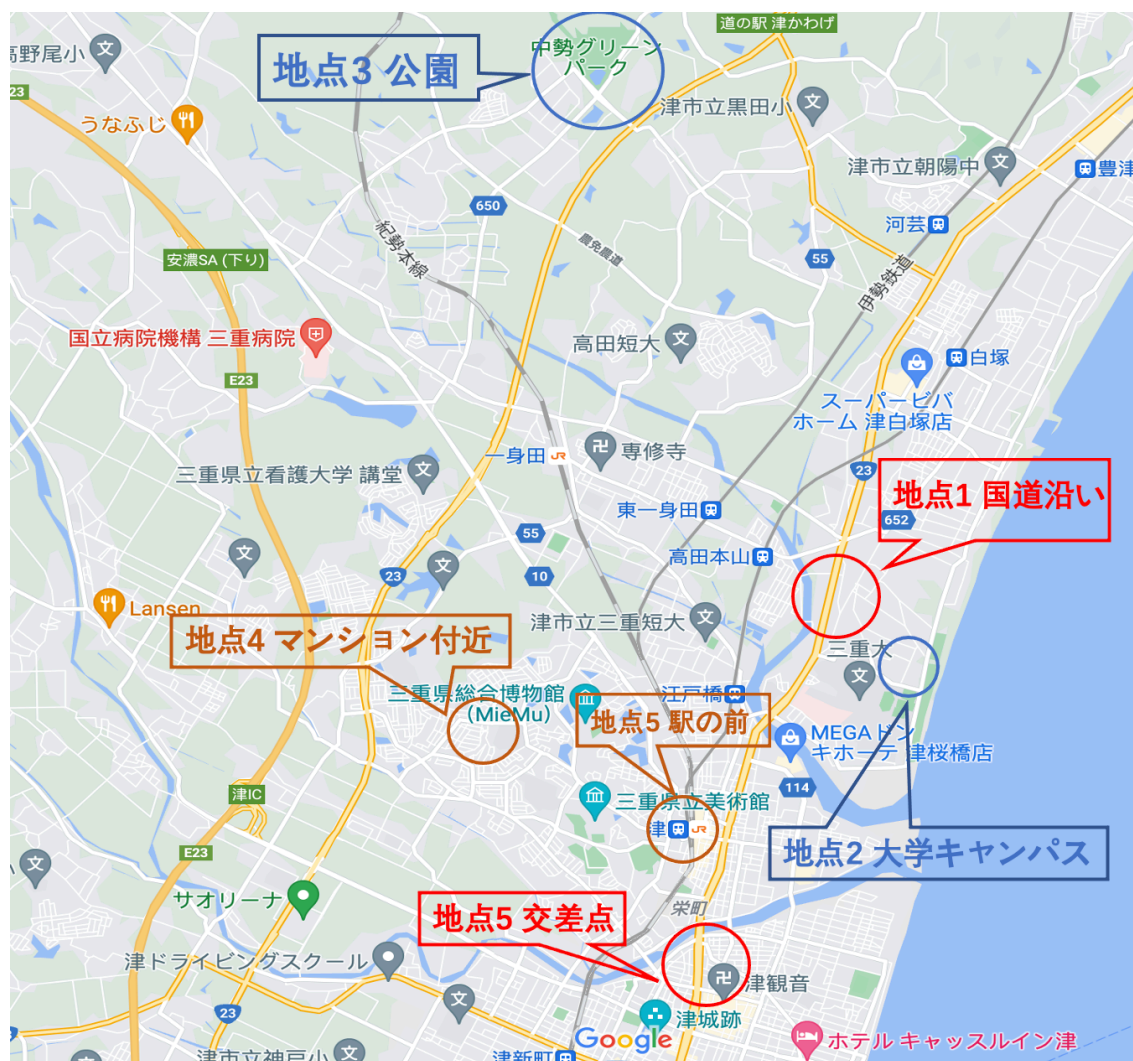 道の駅 津かわげ
高野尾小
中勢グリーン
パーク
地点3 公園
23
うなふじ
津市立黒田小
津市立朝陽中
豊津
650
河芸
紀勢本線
農免農道
安濃SA (下り)
55
伊勢鉄道
国立病院機構 三重病院
高田短大
白塚
E23
スーパービバ
ホーム 津白塚店
一身田
JR
専修寺
三重県立看護大学 講堂
23
地点1 国道沿い
東一身田
652
55
高田本山
23
10
Lansen
津市立三重短大
地点4 マンション付近
三重大
三重県総合博物館
(MieMu)
江戸橋
地点5 駅の前
MEGAドン
キホーテ 津桜橋店
津IC
114
三重県立美術館
津
JR
E23
地点2 大学キャンパス
サオリーナ
栄町
地点5 交差点
津ドライビングスクール
津観音
23
津城跡
Google
ホテル キャッスルイン津
津市立神戸小
津新町